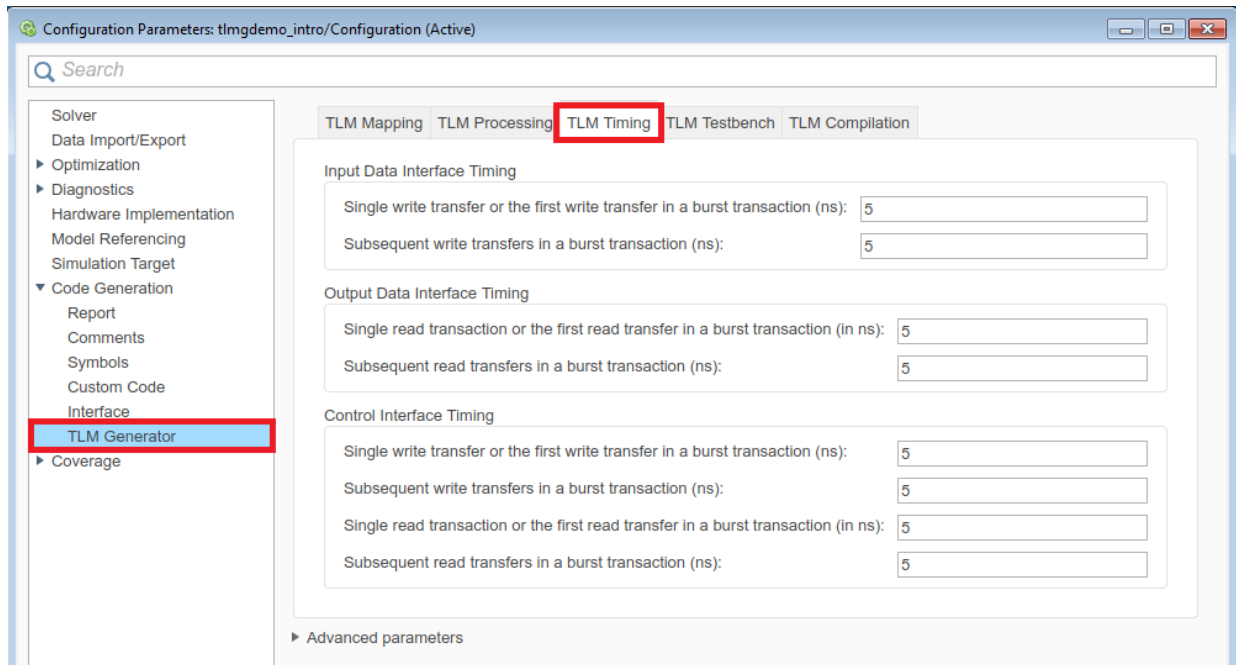 Configuration Parameters: tlmgdemo_intro/Configuration (Active)
Search
Solver
Data Import/Export
Optimization
Diagnostics
Hardware Implementation
Model Referencing
Simulation Target
Code Generation
Report
Comments
Symbols
Custom Code
Interface
TLM Generator
Coverage
TLM Mapping TLM Processing TLM Timing TLM Testbench TLM Compilation
Input Data Interface Timing
Single write transfer or the first write transfer in a burst transaction (ns): 5
Subsequent write transfers in a burst transaction (ns): 5
Output Data Interface Timing
Single read transaction or the first read transfer in a burst transaction (in ns): 5
Subsequent read transfers in a burst transaction (ns): 5
Control Interface Timing
Single write transfer or the first write transfer in a burst transaction (ns): 5
Subsequent write transfers in a burst transaction (ns): 5
Single read transaction or the first read transfer in a burst transaction (in ns): 5
Subsequent read transfers in a burst transaction (ns): 5
Advanced parameters